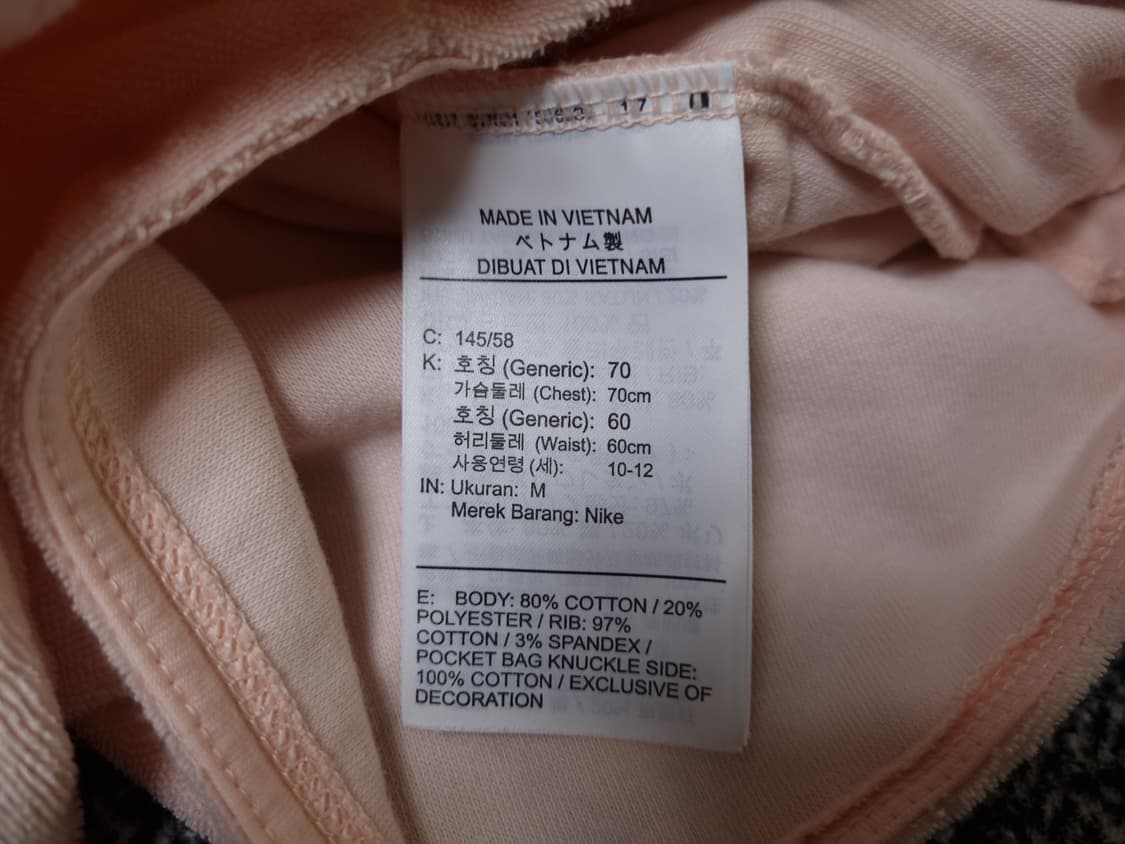 17
MADE IN VIETNAM
ベトナム製
DIBUAT DI VIETNAM
C: 145/58
K: 호칭 (Generic): 70
가슴둘레 (Chest): 70cm
호칭 (Generic): 60
허리둘레 (Waist): 60cm
사용연령 (세): 10-12
IN: Ukuran: M
Merek Barang: Nike
E: BODY: 80% COTTON / 20%
POLYESTER / RIB: 97%
COTTON / 3% SPANDEX /
POCKET BAG KNUCKLE SIDE:
100% COTTON / EXCLUSIVE OF
DECORATION